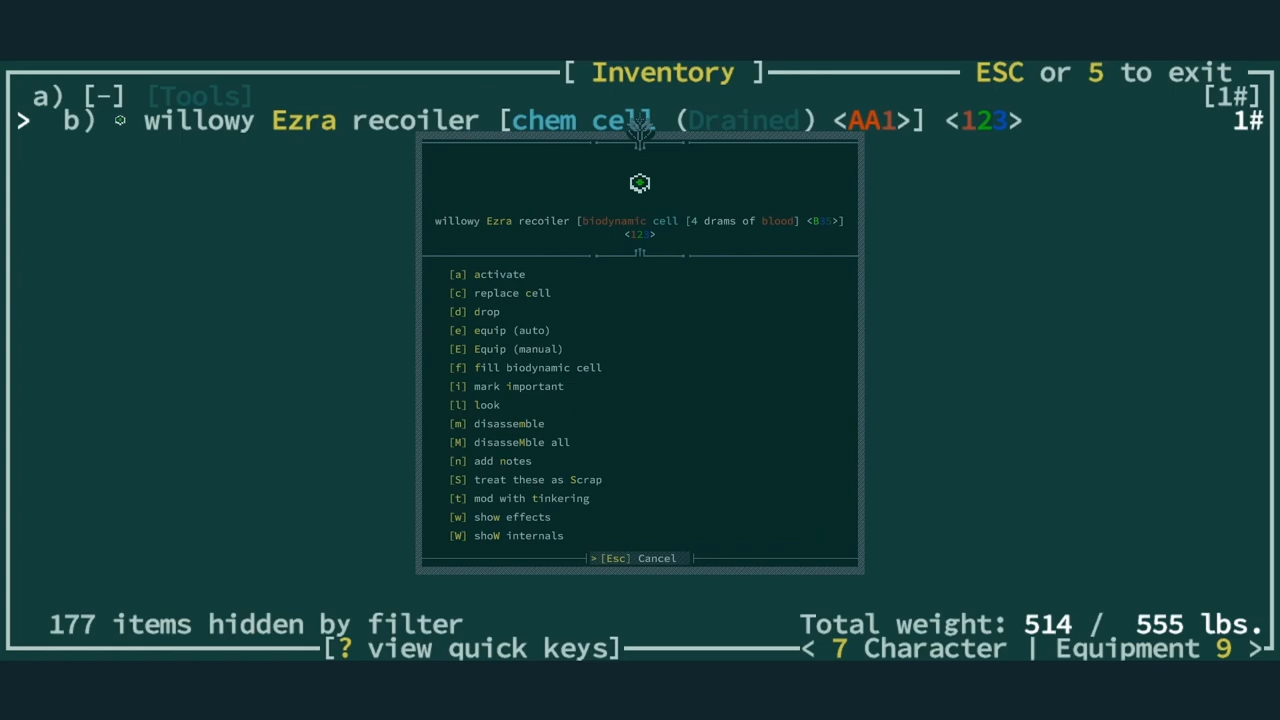 [ Inventory ] ESC or 5 to exit
a) [-] [Tools] [1#]
> b) willowy Ezra recoiler [chem cell (Drained) <AA1>] <123> 1#
willowy Ezra recoiler [biodynamic cell [4 drams of blood] <B35>]
<123>
[a] activate
[c] replace cell
[d] drop
[e] equip (auto)
[E] Equip (manual)
[f] fill biodynamic cell
[i] mark important
[l] look
[m] disassemble
[M] disasseMble all
[n] add notes
[S] treat these as Scrap
[t] mod with tinkering
[w] show effects
[W] shoW internals
> [Esc] Cancel
177 items hidden by filter Total weight: 514 / 555 lbs.
[? view quick keys] < 7 Character | Equipment 9 >